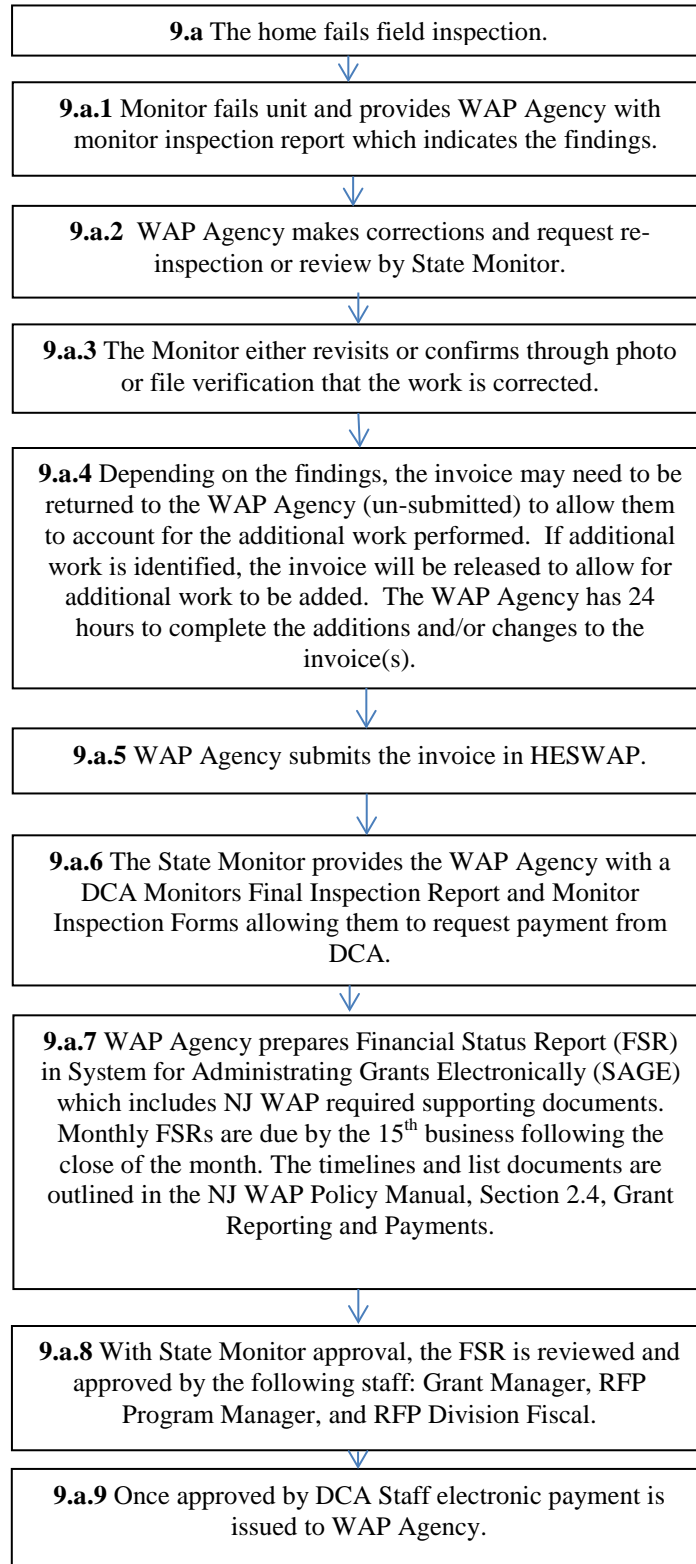 9.a The home fails field inspection.
9.a.1 Monitor fails unit and provides WAP Agency with
monitor inspection report which indicates the findings.
9.a.2 WAP Agency makes corrections and request re-
inspection or review by State Monitor.
9.a.3 The Monitor either revisits or confirms through photo
or file verification that the work is corrected.
9.a.4 Depending on the findings, the invoice may need to be
returned to the WAP Agency (un-submitted) to allow them
to account for the additional work performed. If additional
work is identified, the invoice will be released to allow for
additional work to be added. The WAP Agency has 24
hours to complete the additions and/or changes to the
invoice(s).
9.a.5 WAP Agency submits the invoice in HESWAP.
9.a.6 The State Monitor provides the WAP Agency with a
DCA Monitors Final Inspection Report and Monitor
Inspection Forms allowing them to request payment from
DCA.
9.a.7 WAP Agency prepares Financial Status Report (FSR)
in System for Administrating Grants Electronically (SAGE)
which includes NJ WAP required supporting documents.
Monthly FSRs are due by the 15th business following the
close of the month. The timelines and list documents are
outlined in the NJ WAP Policy Manual, Section 2.4, Grant
Reporting and Payments.
9.a.8 With State Monitor approval, the FSR is reviewed and
approved by the following staff: Grant Manager, RFP
Program Manager, and RFP Division Fiscal.
9.a.9 Once approved by DCA Staff electronic payment is
issued to WAP Agency.